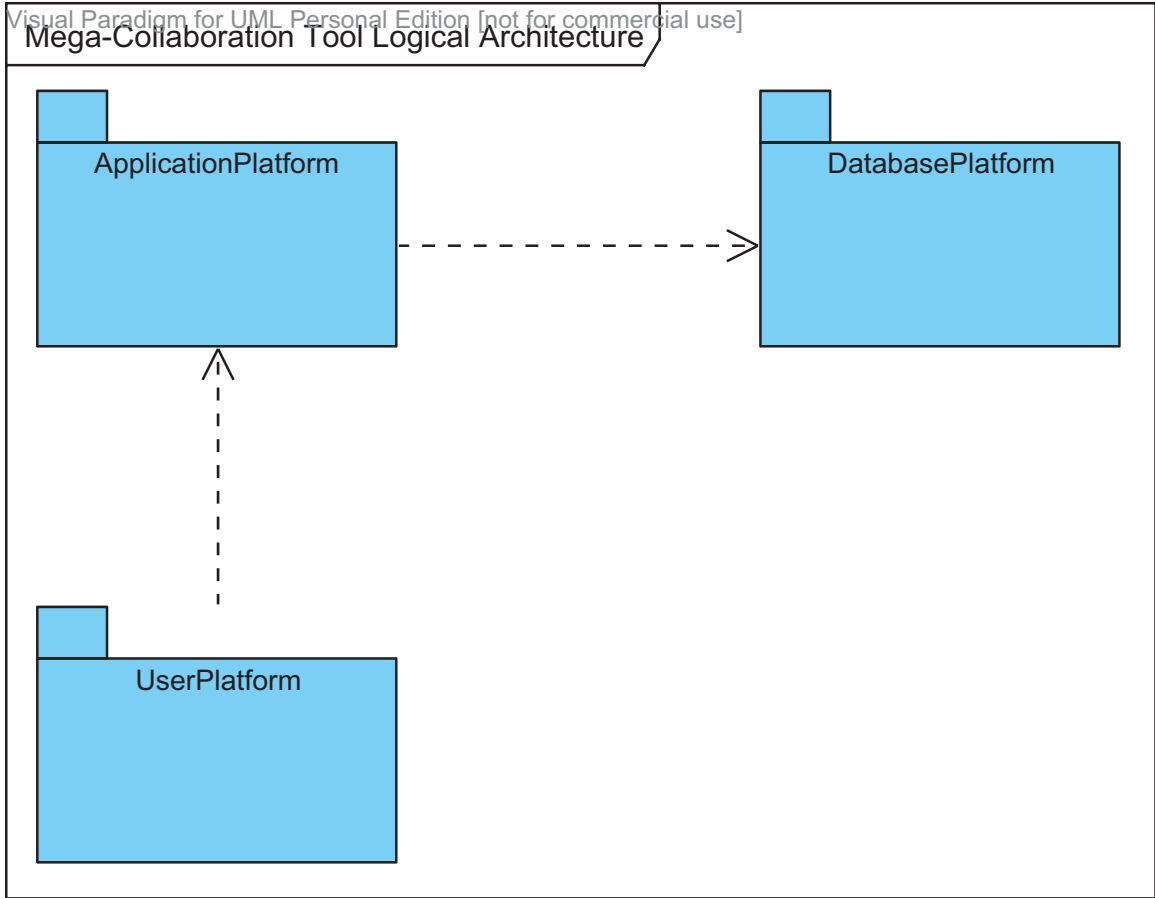 Visual Paradigm for UML Personal Edition [not for commercial use]
Mega-Collaboration Tool Logical Architecture
ApplicationPlatform
DatabasePlatform
UserPlatform